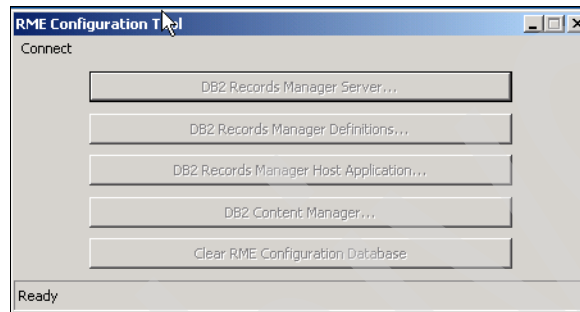 RME Configuration Tool
Connect
DB2 Records Manager Server...
DB2 Records Manager Definitions...
DB2 Records Manager Host Application...
DB2 Content Manager...
Clear RME Configuration Database
Ready